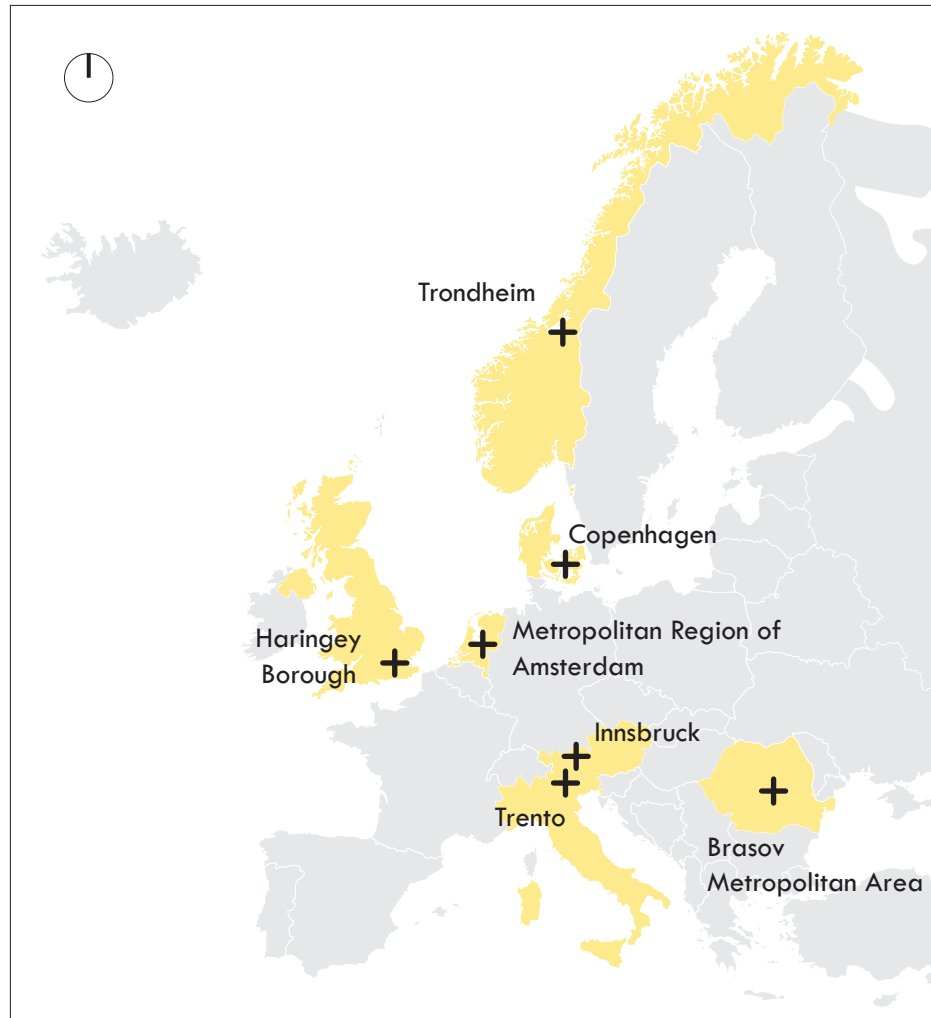 Trondheim
Copenhagen
Haringey
Borough
Metropolitan Region of
Amsterdam
Innsbruck
Trento
Brasov
Metropolitan Area